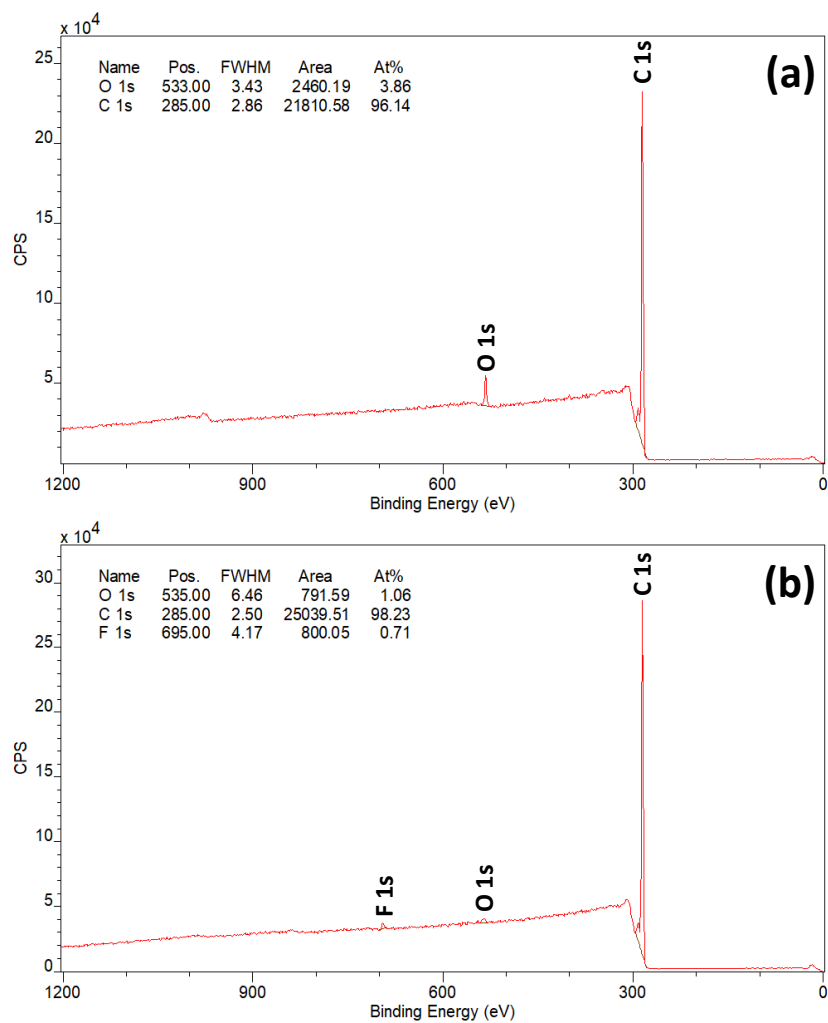 x 10^4
(a)
Name Pos. FWHM Area At%
O 1s 533.00 3.43 2460.19 3.86
C 1s 285.00 2.86 21810.58 96.14
C 1s
O 1s
25
20
15
10
5
CPS
1200 900 600 300 0
Binding Energy (eV)
x 10^4
(b)
Name Pos. FWHM Area At%
O 1s 535.00 6.46 791.59 1.06
C 1s 285.00 2.50 25039.51 98.23
F 1s 695.00 4.17 800.05 0.71
C 1s
F 1s
O 1s
30
25
20
15
10
5
0
CPS
1200 900 600 300 0
Binding Energy (eV)